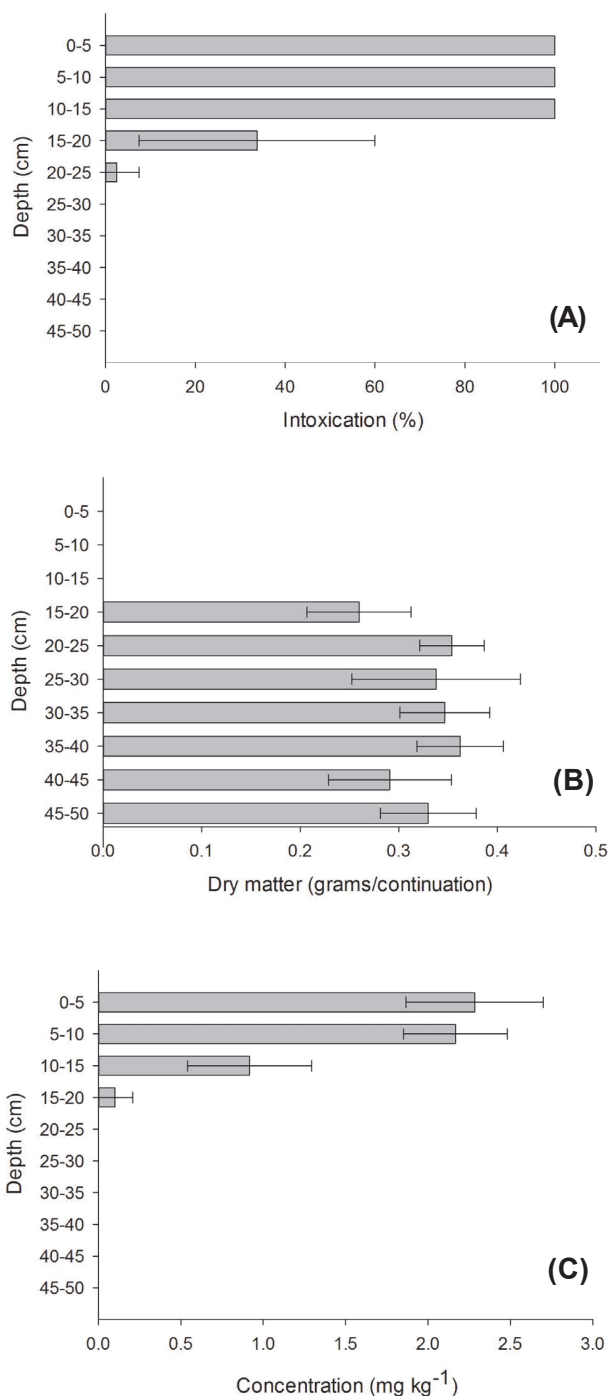 0-5
5-10
10-15
15-20
20-25
25-30
30-35
35-40
40-45
45-50
Depth (cm)
(A)
0 20 40 60 80 100
Intoxication (%)
0-5
5-10
10-15
15-20
20-25
25-30
30-35
35-40
40-45
45-50
Depth (cm)
(B)
0.0 0.1 0.2 0.3 0.4 0.5
Dry matter (grams/continuation)
0-5
5-10
10-15
15-20
20-25
25-30
30-35
35-40
40-45
45-50
Depth (cm)
(C)
0.0 0.5 1.0 1.5 2.0 2.5 3.0
Concentration (mg kg⁻¹)